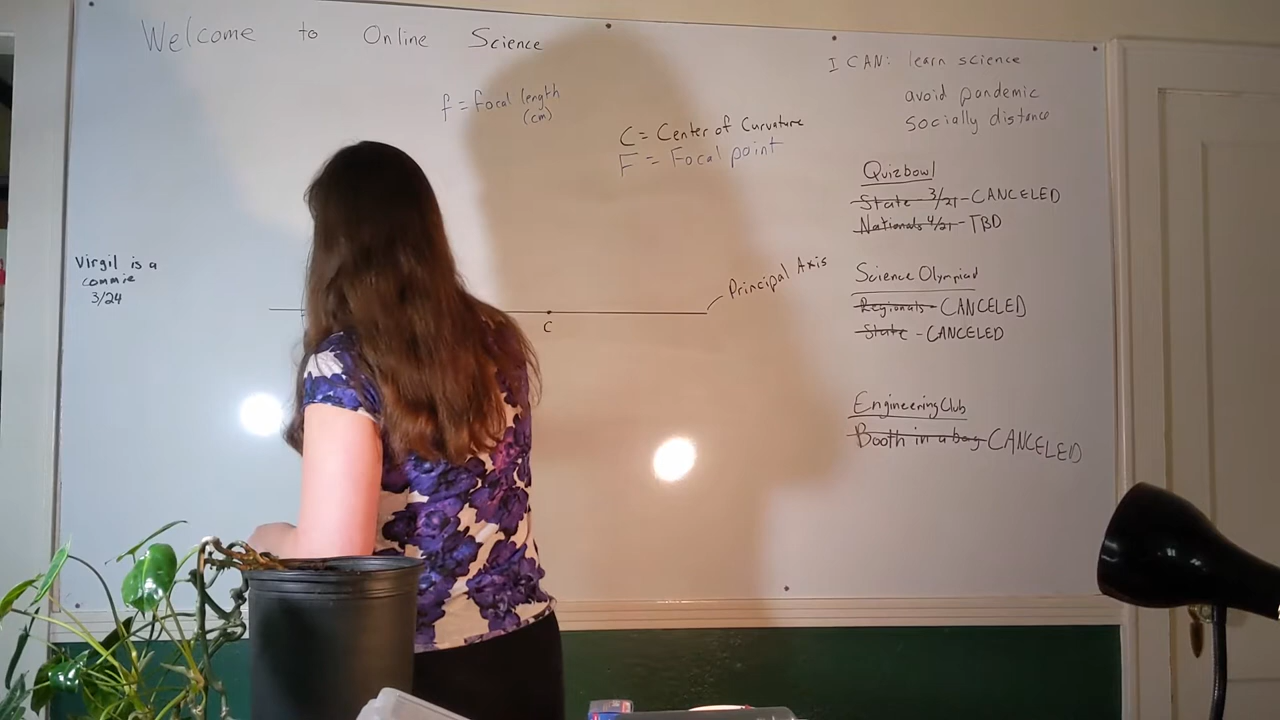 Welcome to Online Science
f = focal length
(cm)
C = Center of Curvature
F = Focal point
I CAN: learn science
avoid pandemic
socially distance
Quizbowl
State 3/21 - CANCELED
Nationals 4/21 - TBD
Science Olympiad
Regionals - CANCELED
State - CANCELED
Engineering Club
Booth in a bag CANCELED
Virgil is a
commie
3/24
Principal Axis
C